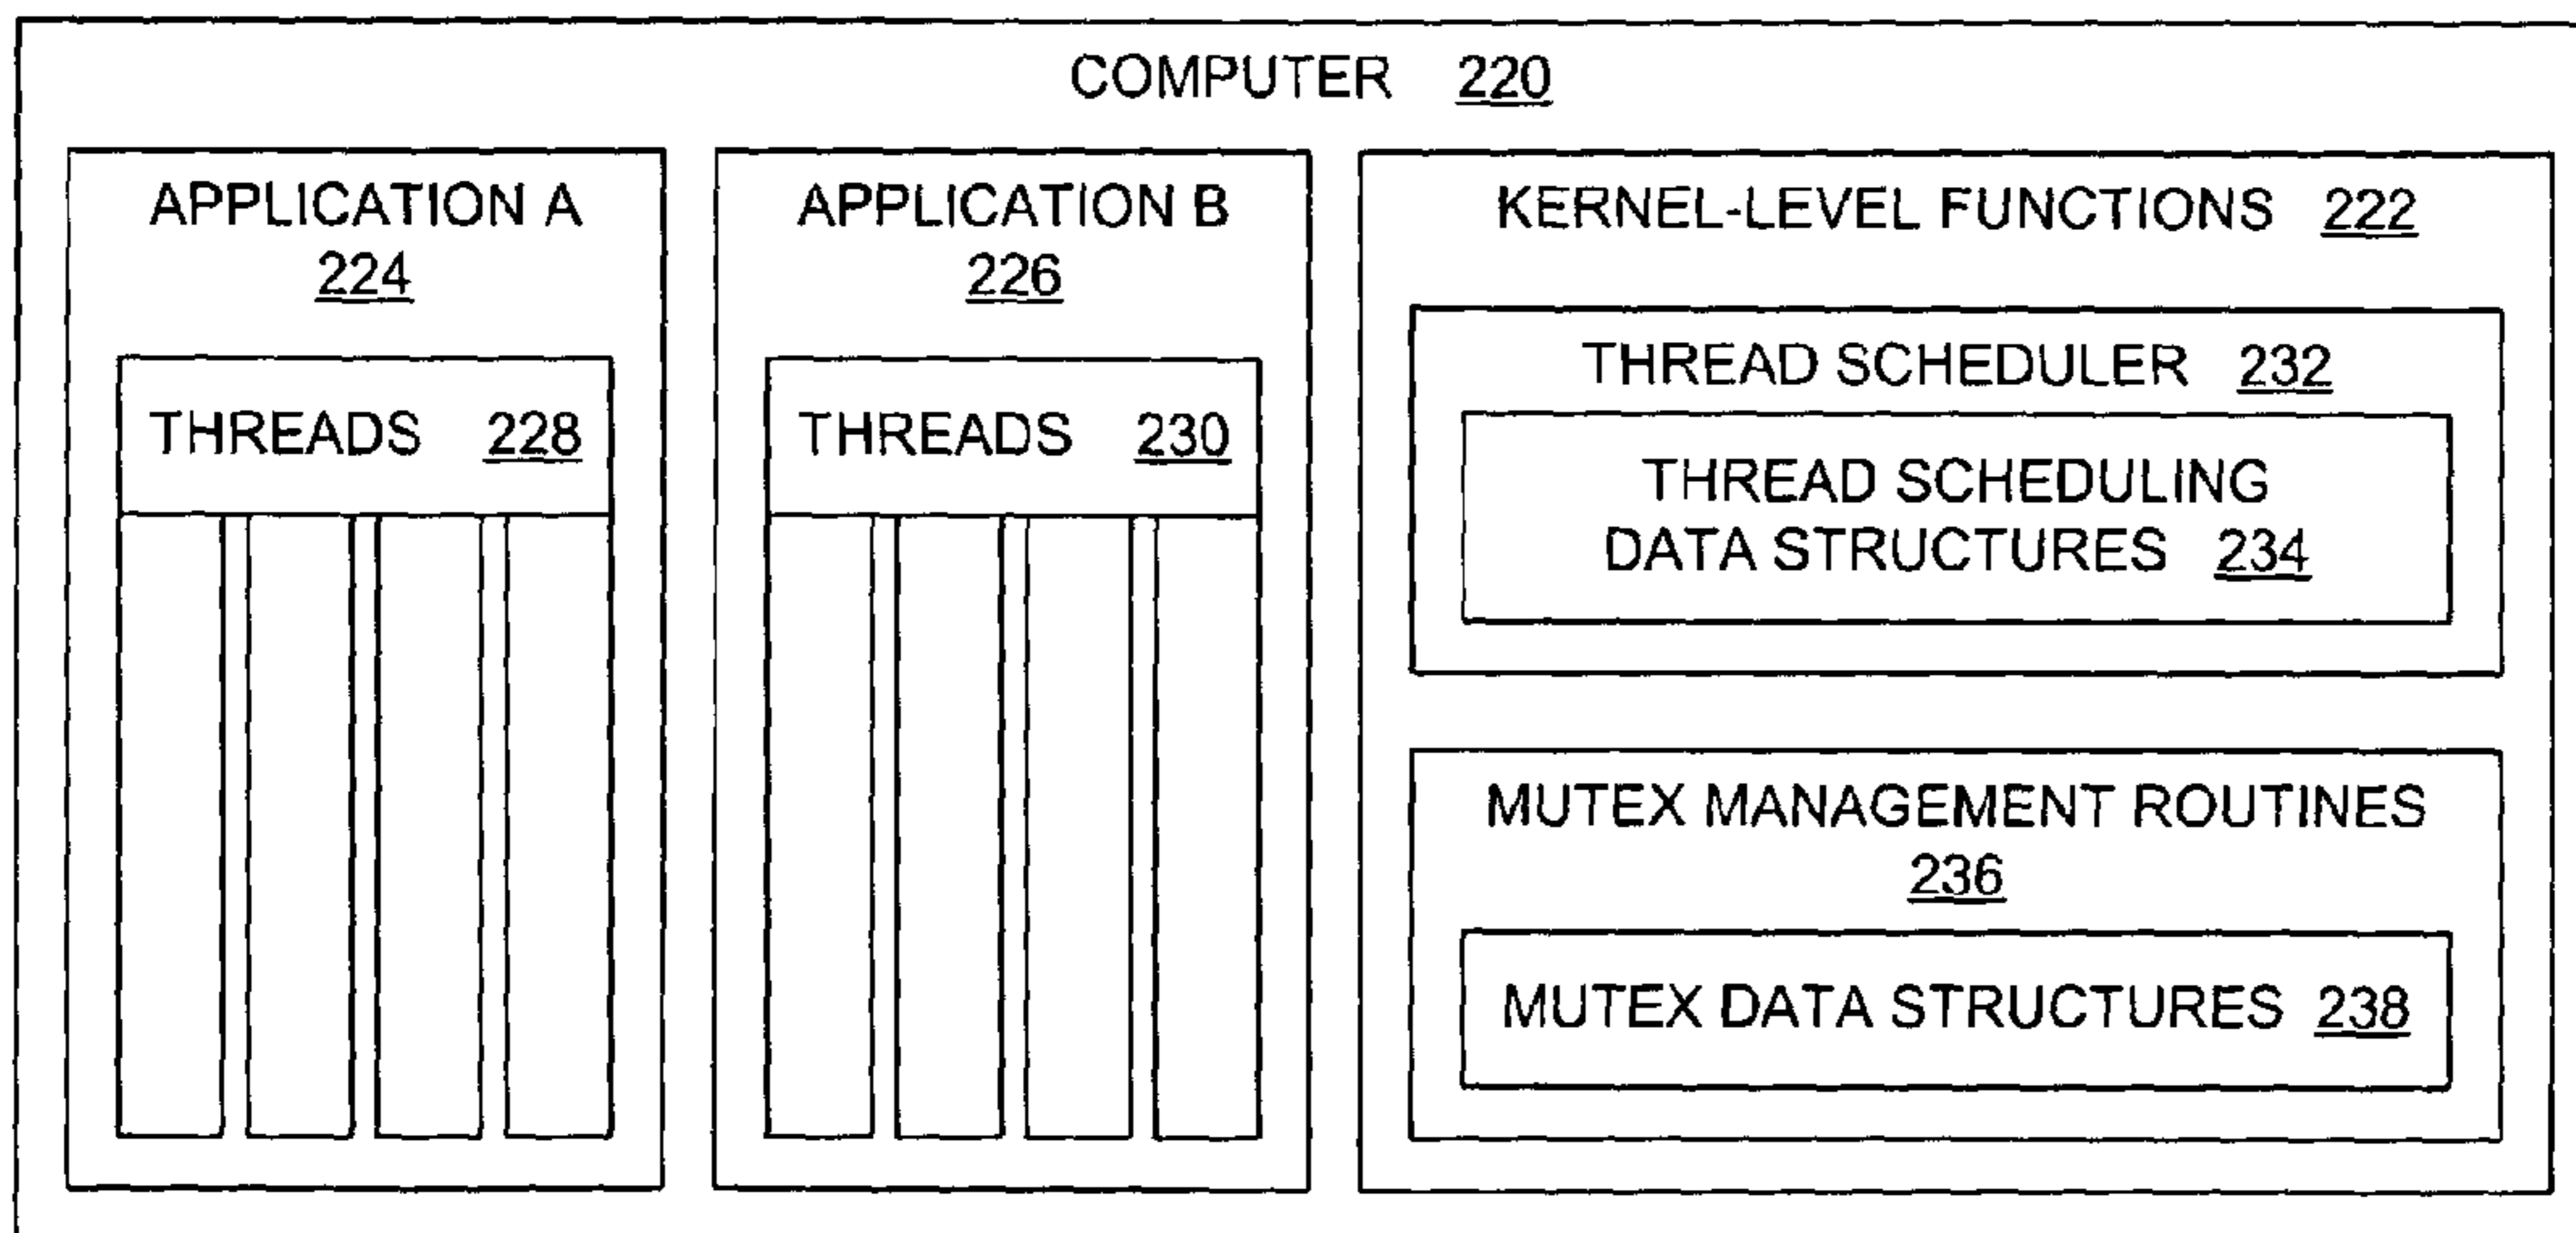 COMPUTER 220
APPLICATION A
224
THREADS 228
APPLICATION B
226
THREADS 230
KERNEL-LEVEL FUNCTIONS 222
THREAD SCHEDULER 232
THREAD SCHEDULING
DATA STRUCTURES 234
MUTEX MANAGEMENT ROUTINES
236
MUTEX DATA STRUCTURES 238